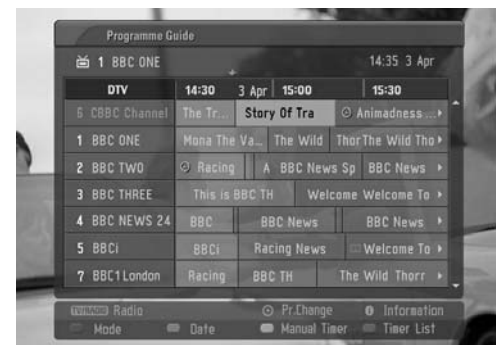 Programme Guide
1 BBC ONE 14:35 3 Apr
DTV 14:30 3 Apr 15:00 15:30
6 CBBC Channel The Tr... Story Of Tra Animadness ...
1 BBC ONE Mona The Va... The Wild ThorThe Wild Tho
2 BBC TWO Racing A BBC News Sp BBC News
3 BBC THREE This is BBC TH Welcome Welcome To
4 BBC NEWS 24 BBC BBC News BBC News
5 BBCi BBCi Racing News Welcome To
7 BBC1 London Racing BBC TH The Wild Thorr
TV/RADIO Radio Pr.Change Information
Mode Date Manual Timer Timer List